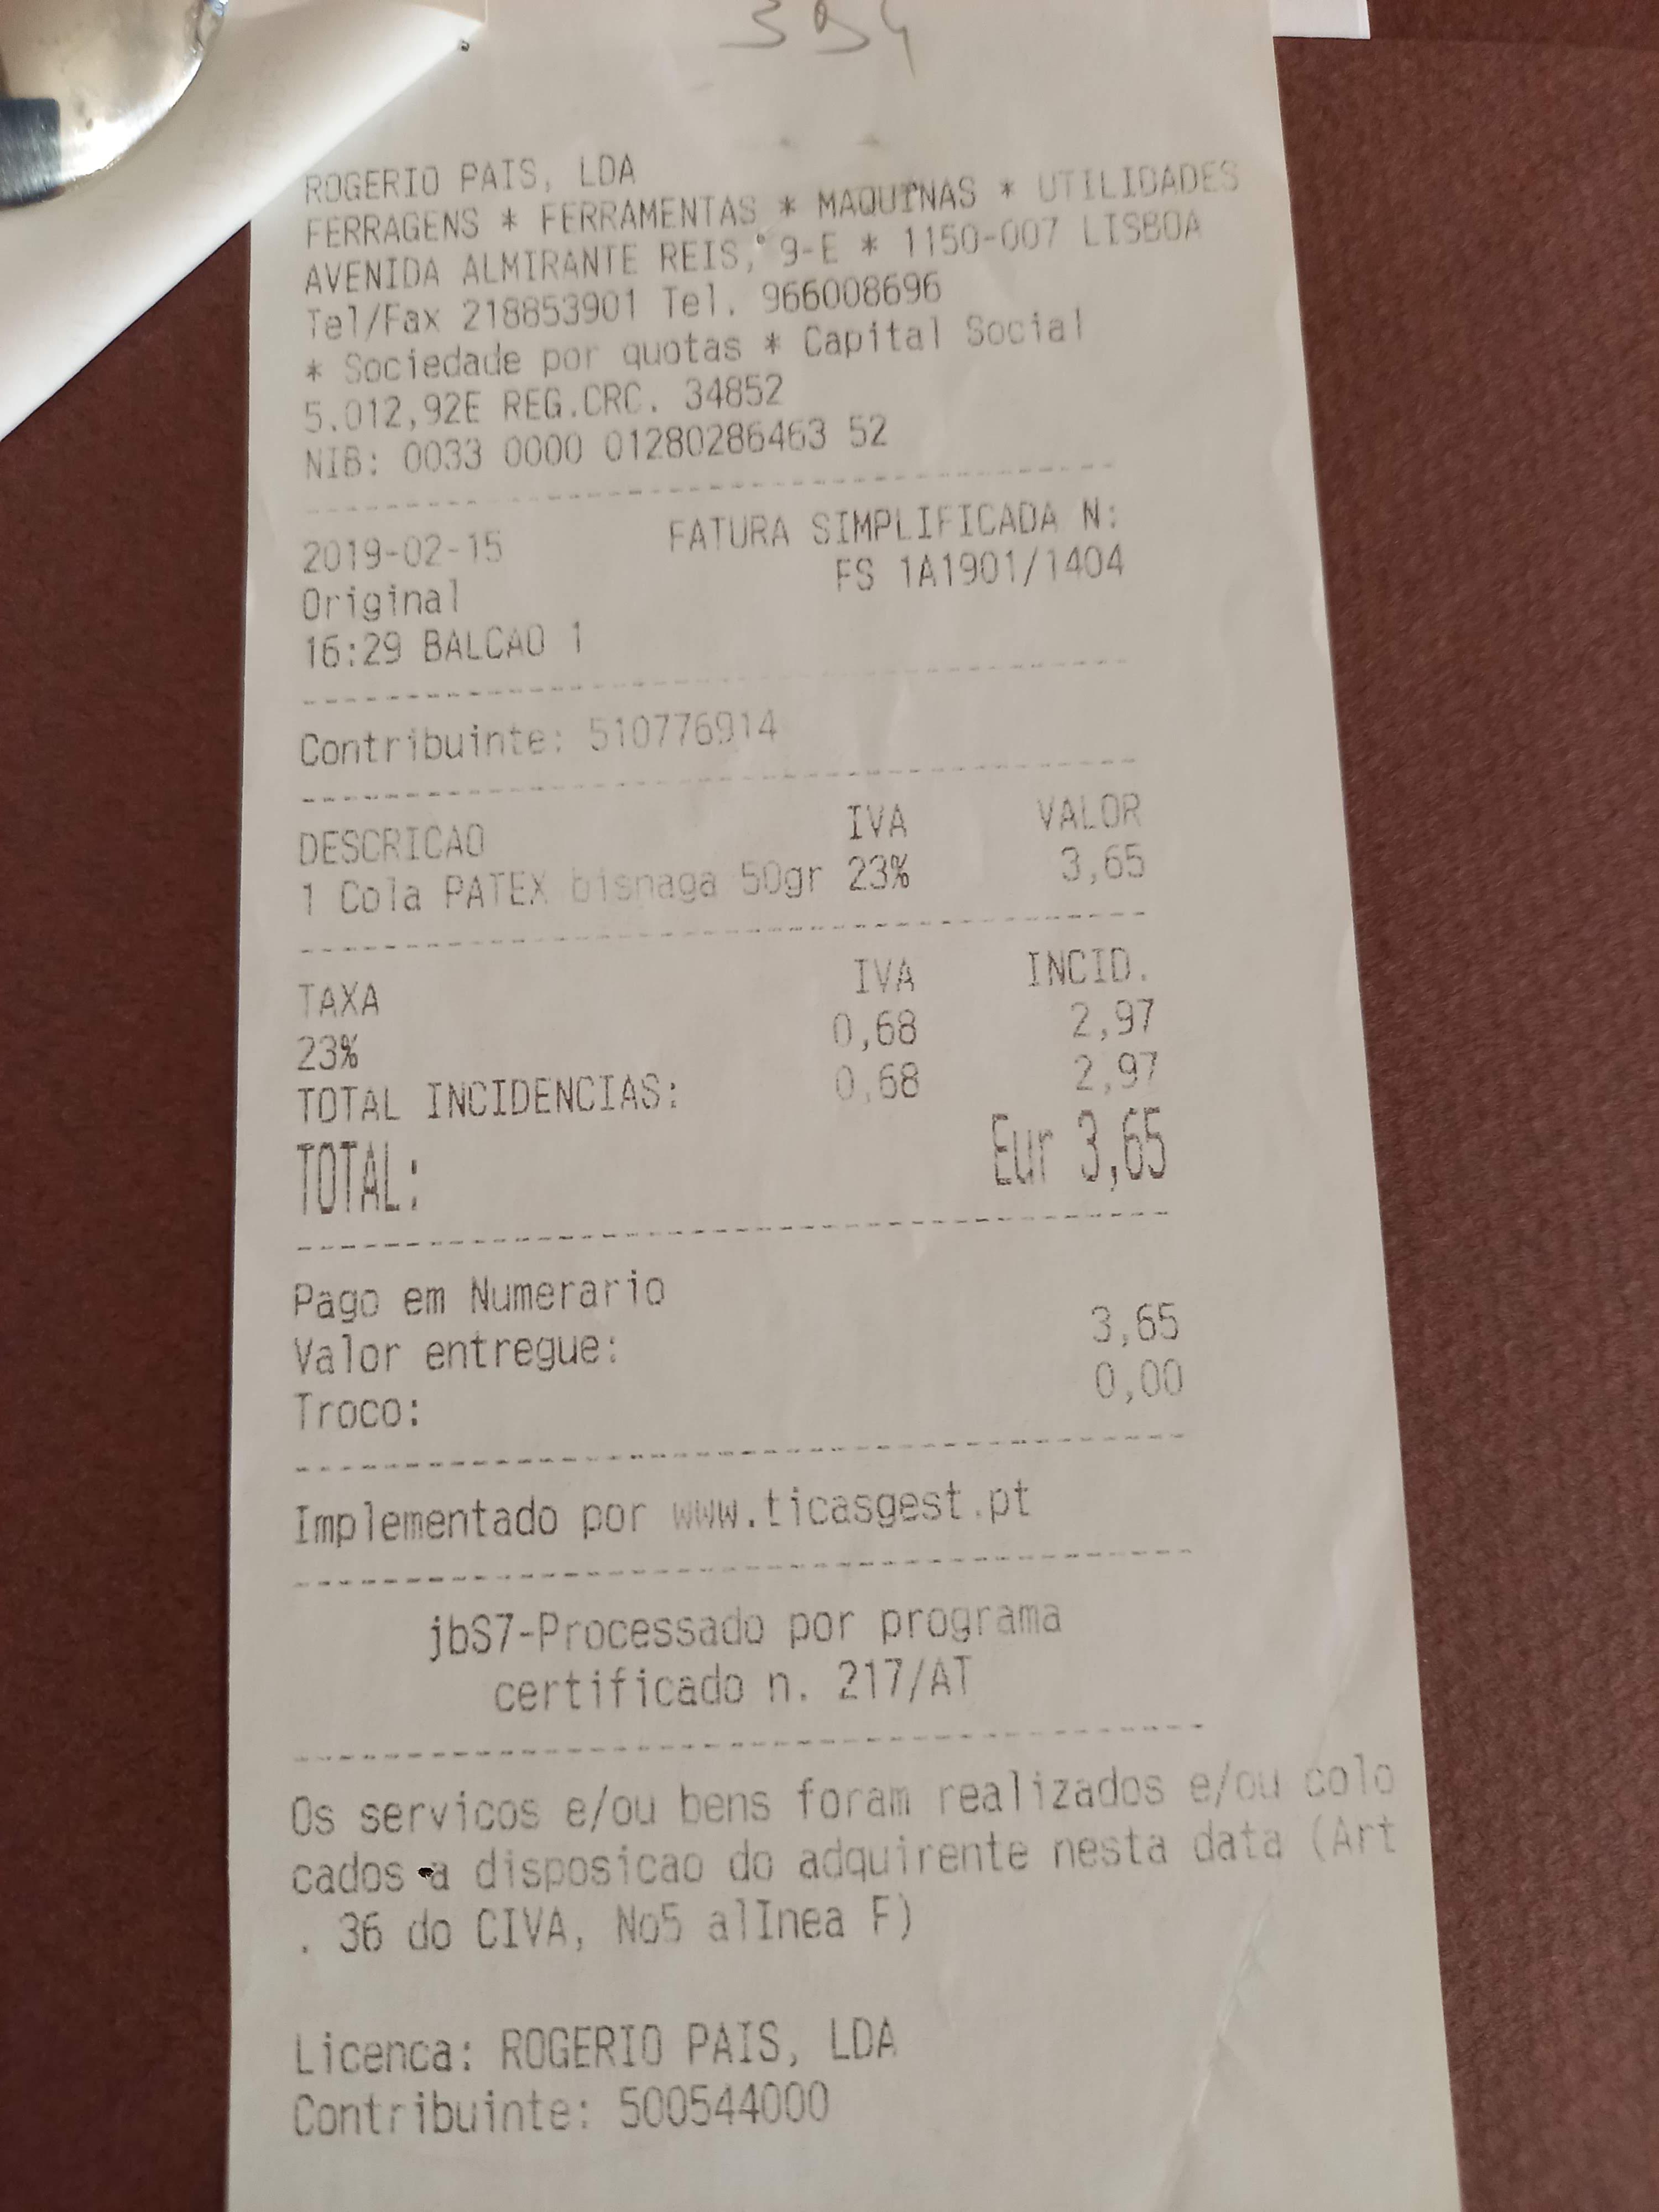 394
ROGERIO PAIS, LDA
FERRAGENS * FERRAMENTAS * MAQUINAS * UTILIDADES
AVENIDA ALMIRANTE REIS, 9-E * 1150-007 LISBOA
Tel/Fax 218853901 Tel. 966008696
* Sociedade por quotas * Capital Social
5.012,92E REG.CRC. 34852
NIB: 0033 0000 01280286463 52
2019-02-15 FATURA SIMPLIFICADA N:
Original FS 1A1901/1404
16:29 BALCAO 1
Contribuinte: 510776914
DESCRICAO IVA VALOR
1 Cola PATEX bisnaga 50gr 23% 3,65
TAXA IVA INCID.
23% 0,68 2,97
TOTAL INCIDENCIAS: 0,68 2,97
TOTAL: Eur 3,65
Pago em Numerario
Valor entregue: 3,65
Troco: 0,00
Implementado por www.ticasgest.pt
jbS7-Processado por programa
certificado n. 217/AT
Os servicos e/ou bens foram realizados e/ou colo
cados a disposicao do adquirente nesta data (Art
. 36 do CIVA, No5 alInea F)
Licenca: ROGERIO PAIS, LDA
Contribuinte: 500544000